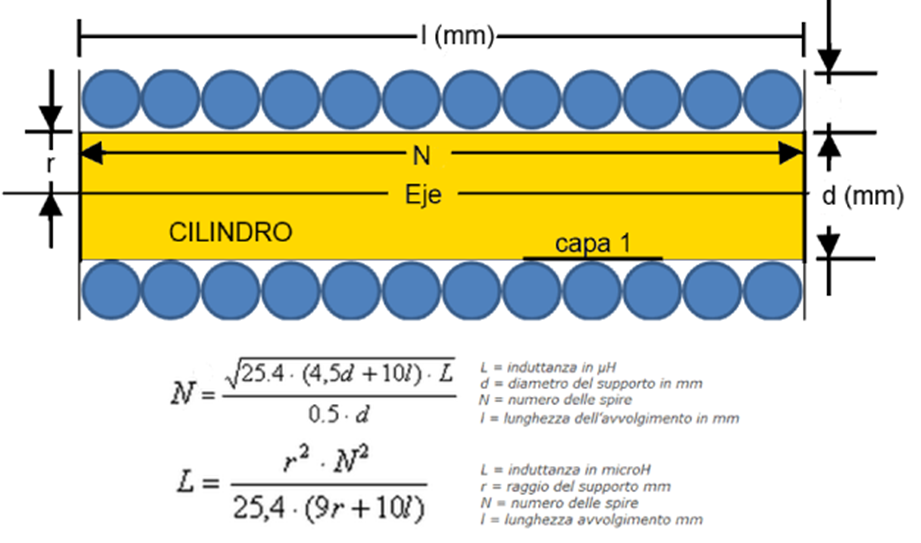 l (mm)
r
N
Eje
d (mm)
CILINDRO
capa 1
N = √25.4 · (4,5d + 10l) · L / 0.5 · d
L = induttanza in µH
d = diametro del supporto in mm
N = numero delle spire
l = lunghezza dell'avvolgimento in mm
L = r² · N² / 25,4 · (9r + 10l)
L = induttanza in microH
r = raggio del supporto mm
N = numero delle spire
l = lunghezza avvolgimento mm